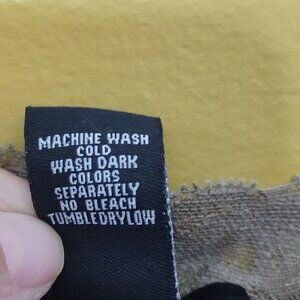 MACHINE WASH
COLD
WASH DARK
COLORS
SEPARATELY
NO BLEACH
TUMBLEDRYLOW